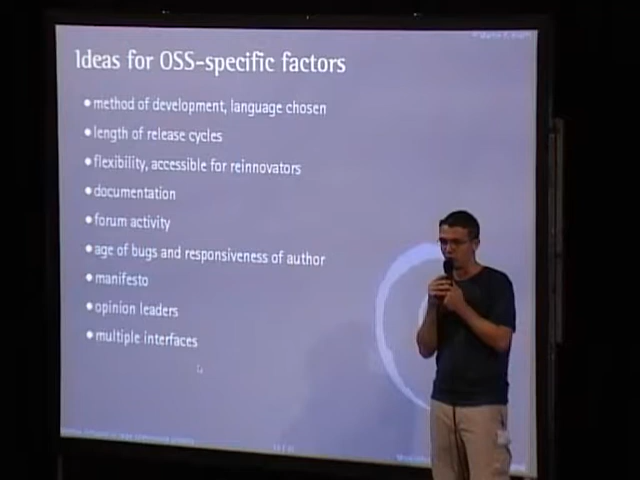 Ideas for OSS-specific factors
• method of development, language chosen
• length of release cycles
• flexibility, accessible for reinnovators
• documentation
• forum activity
• age of bugs and responsiveness of author
• manifesto
• opinion leaders
• multiple interfaces